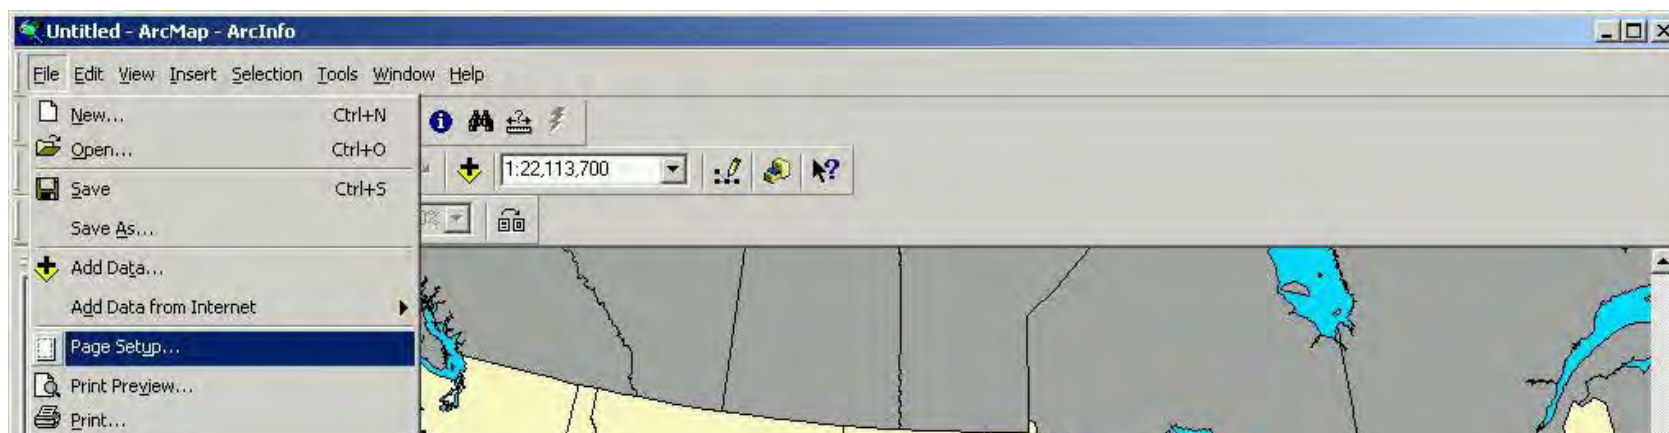 Untitled - ArcMap - ArcInfo
File Edit View Insert Selection Tools Window Help
New... Ctrl+N
Open... Ctrl+O
1:22,113,700
Save Ctrl+S
Save As...
Add Data...
Add Data from Internet
Page Setup...
Print Preview...
Print...